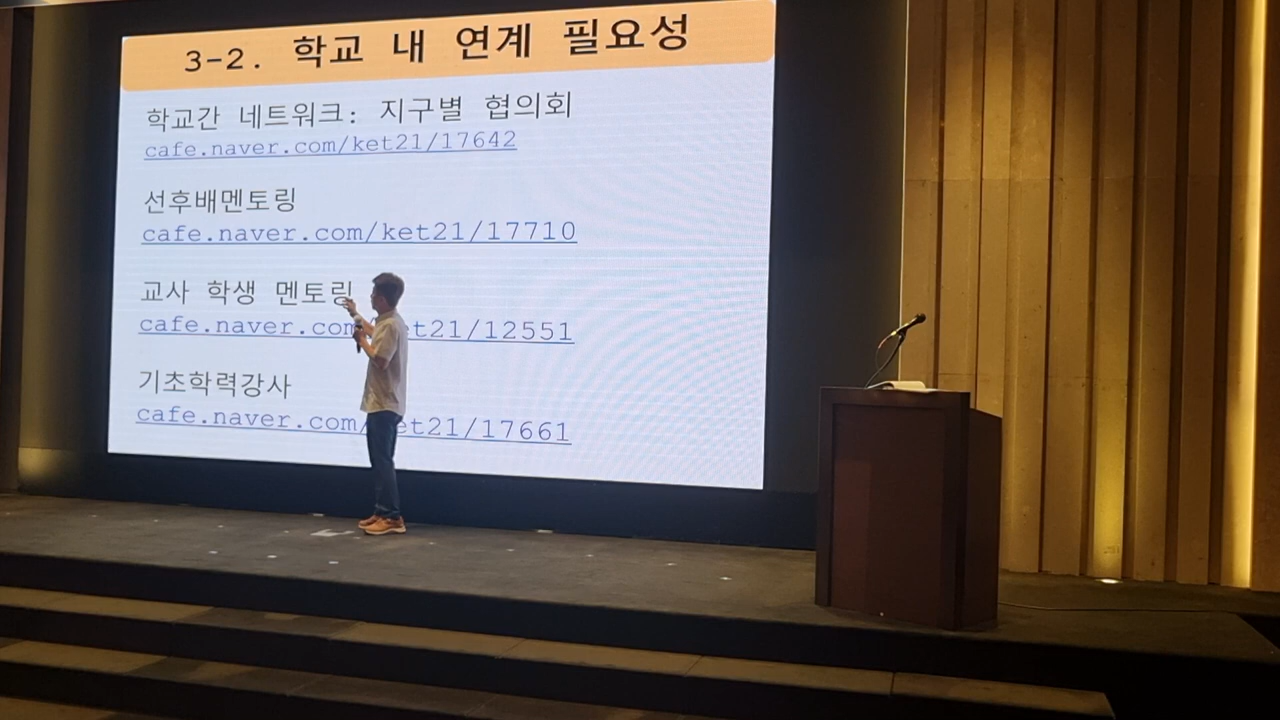 3-2. 학교 내 연계 필요성
학교간 네트워크: 지구별 협의회
cafe.naver.com/ket21/17642
선후배멘토링
cafe.naver.com/ket21/17710
교사 학생 멘토링
cafe.naver.com/ket21/12551
기초학력강사
cafe.naver.com/ket21/17661